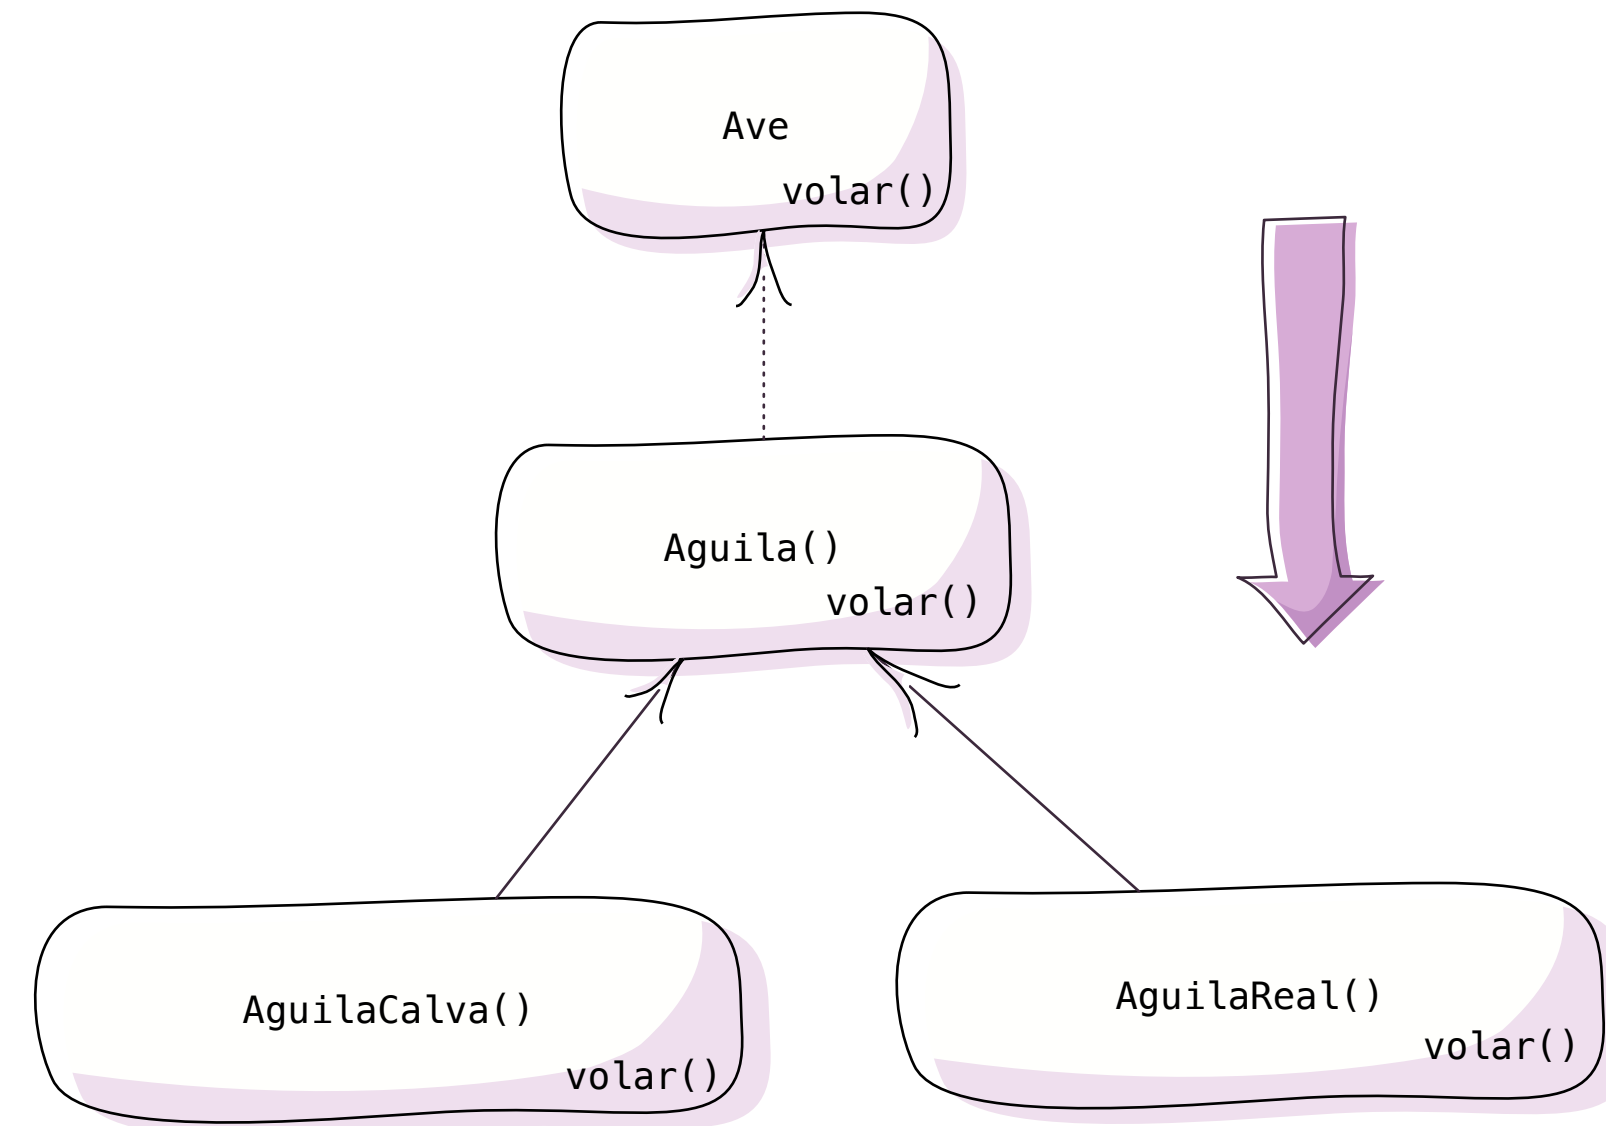 Ave
volar()
Aguila()
volar()
AguilaCalva()
volar()
AguilaReal()
volar()